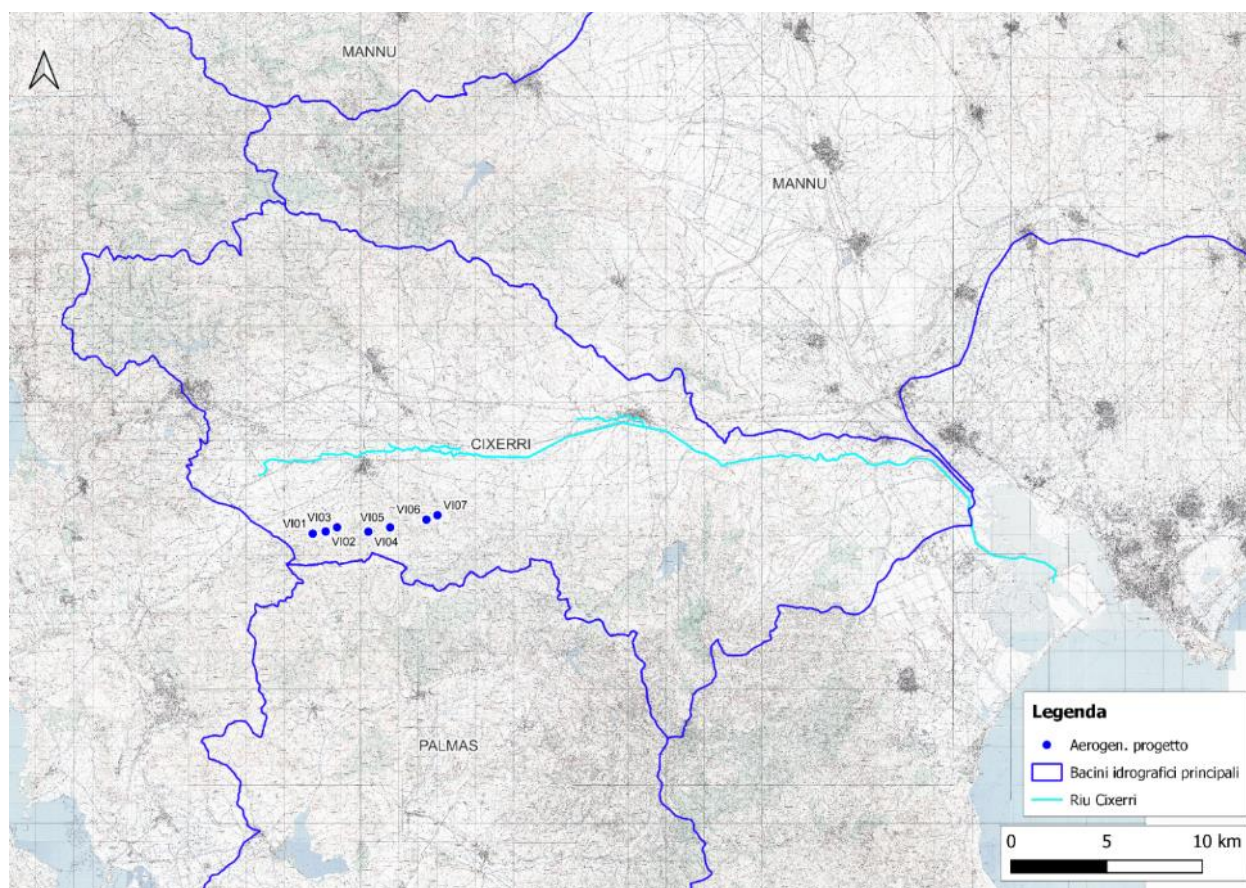 MANNU
MANNU
CIXERRI
VI01
VI03
VI02
VI05
VI04
VI06
VI07
PALMAS
Legenda
Aerogen. progetto
Bacini idrografici principali
Riu Cixerri
0 5 10 km